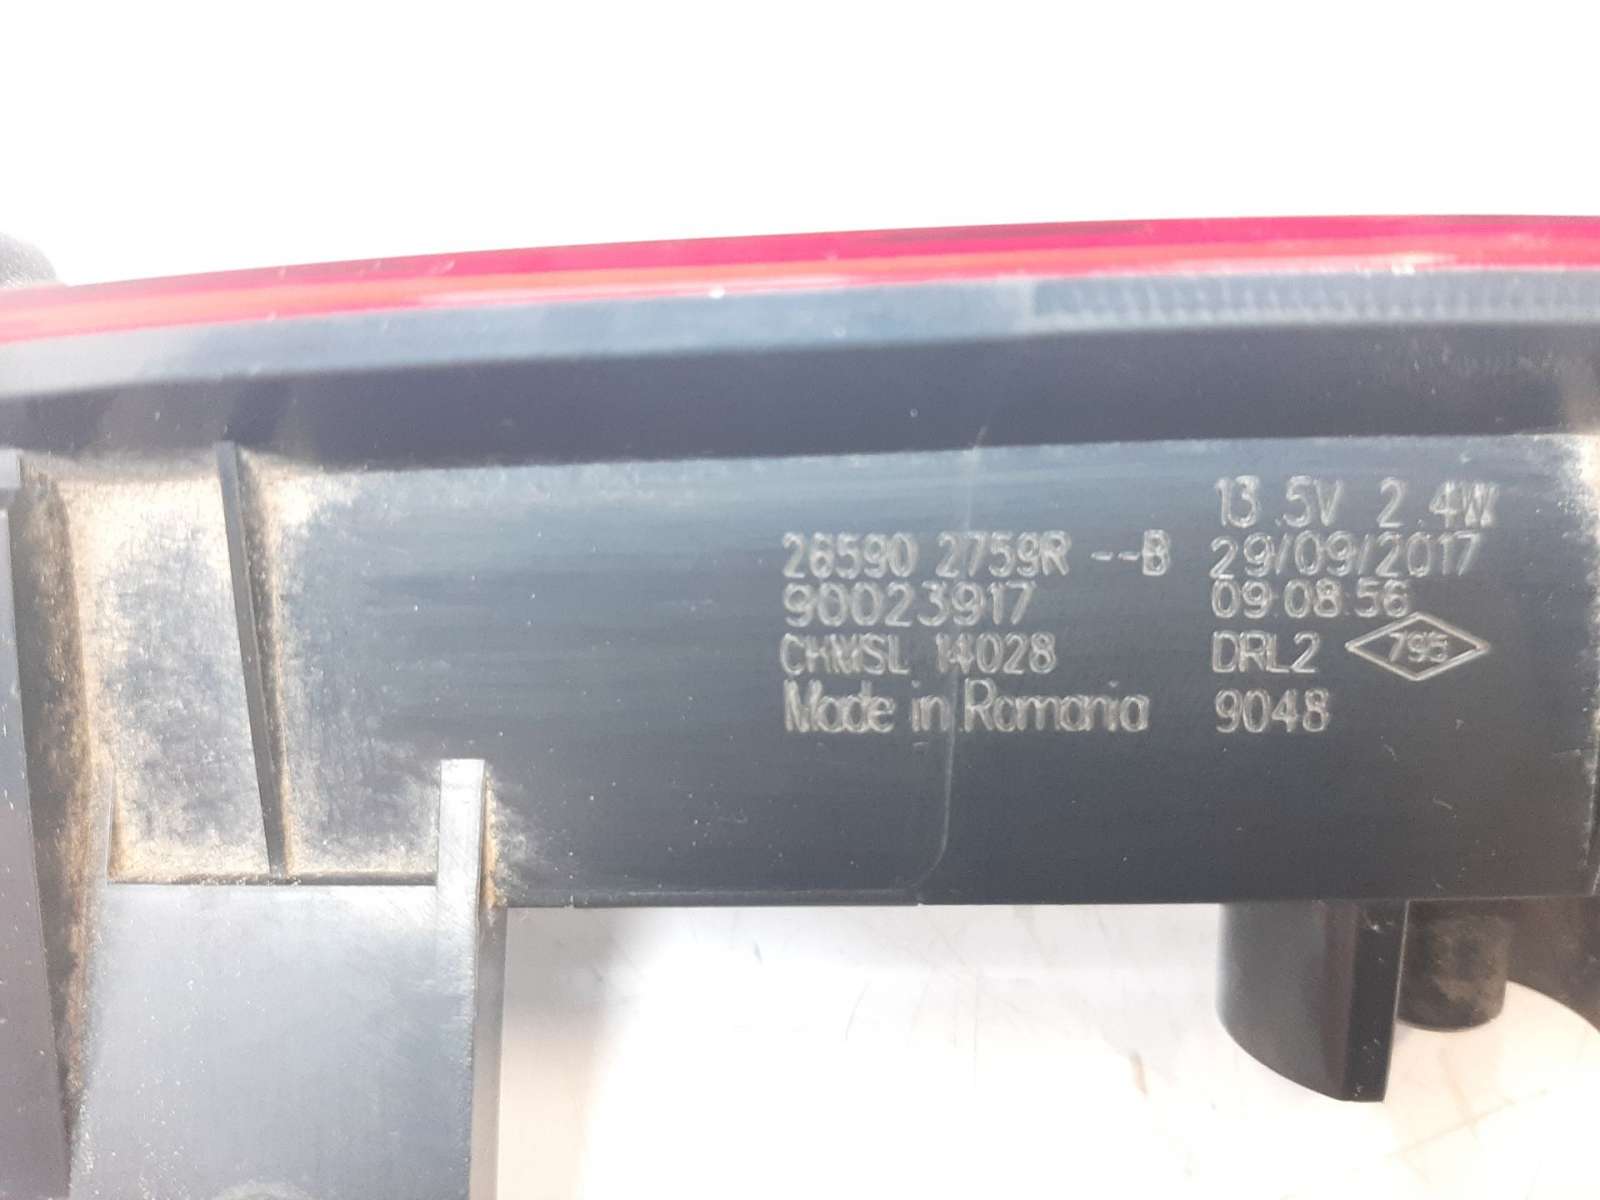 13.5V 2.4W
26590 2759R --B 29/09/2017
90023917 09:08:56
CHMSL 14028 DRL2 795
Made in Romania 9048